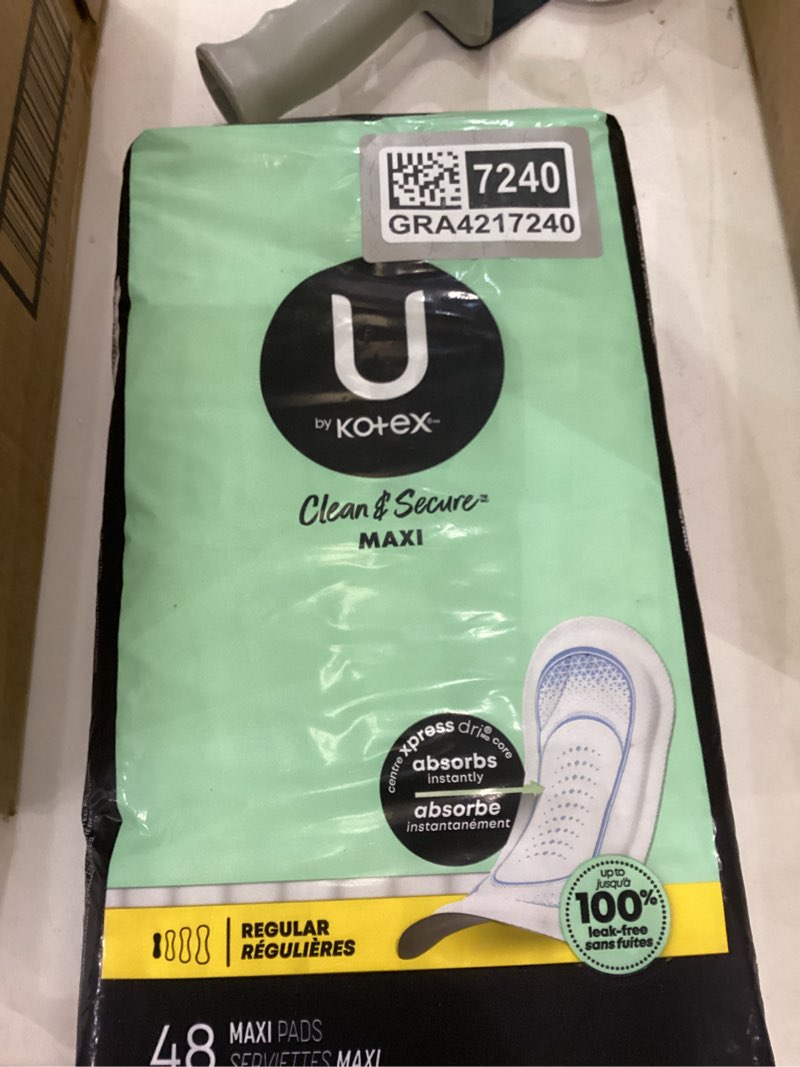 7240
GRA4217240
U
by Kotex
Clean & Secure
MAXI
centre xpress dri core
absorbs
instantly
absorbe
instantanément
up to
jusqu'à
100%
leak-free
sans fuites
REGULAR
RÉGULIÈRES
48 MAXI PADS
SERVIETTES MAXI